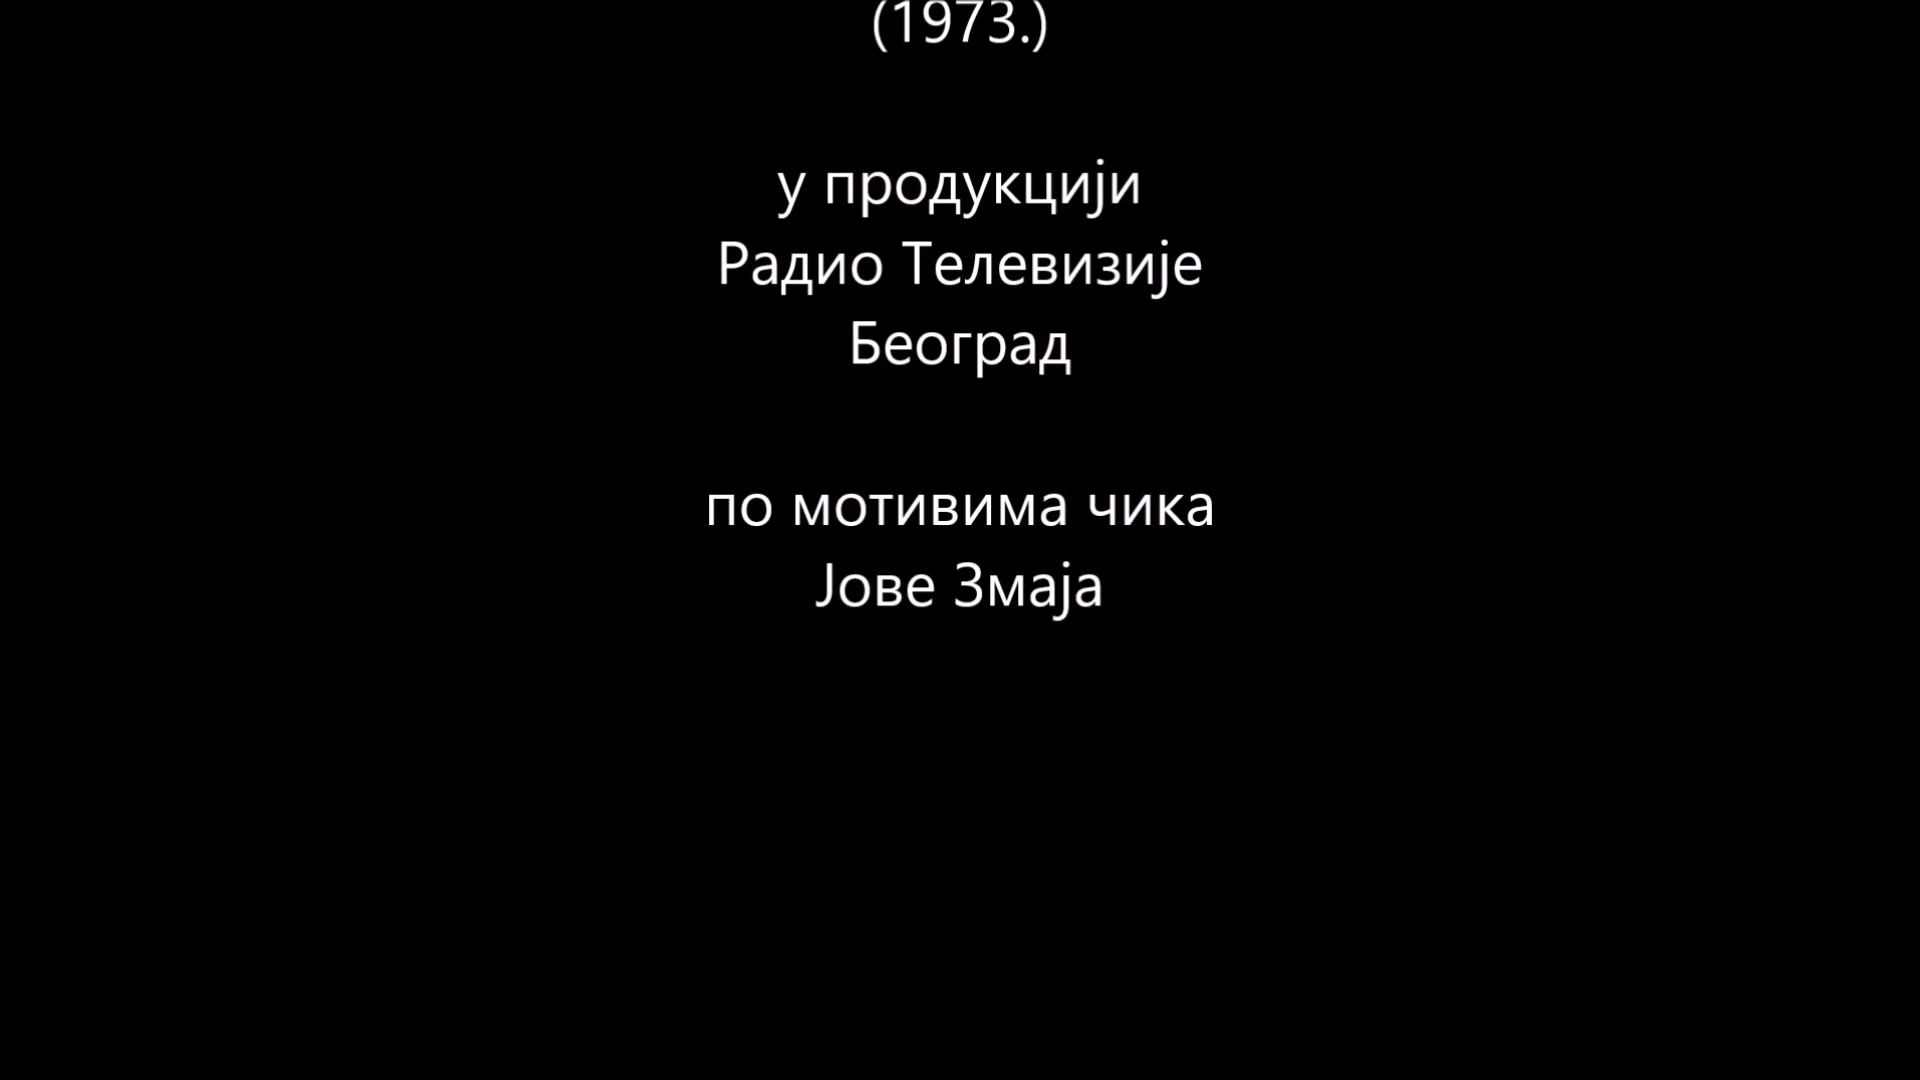 (1973.)
у продукцији
Радио Телевизије
Београд
по мотивима чика
Јове Змаја